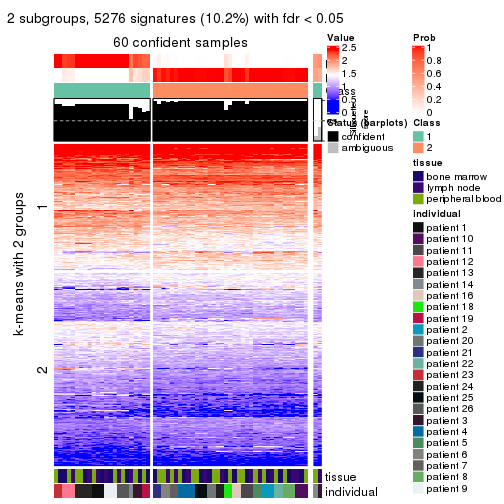 2 subgroups, 5276 signatures (10.2%) with fdr < 0.05
60 confident samples
k-means with 2 groups
1
2
Value
2.5
2
1.5
1
0.5
0
Prob
1
0.8
0.6
0.4
0.2
0
Status (barplots)
confident
ambiguous
Class
1
2
tissue
bone marrow
lymph node
peripheral blood
individual
patient 1
patient 10
patient 11
patient 12
patient 13
patient 14
patient 16
patient 18
patient 19
patient 2
patient 20
patient 21
patient 22
patient 23
patient 24
patient 25
patient 26
patient 3
patient 4
patient 5
patient 6
patient 7
patient 8
patient 9
tissue
individual